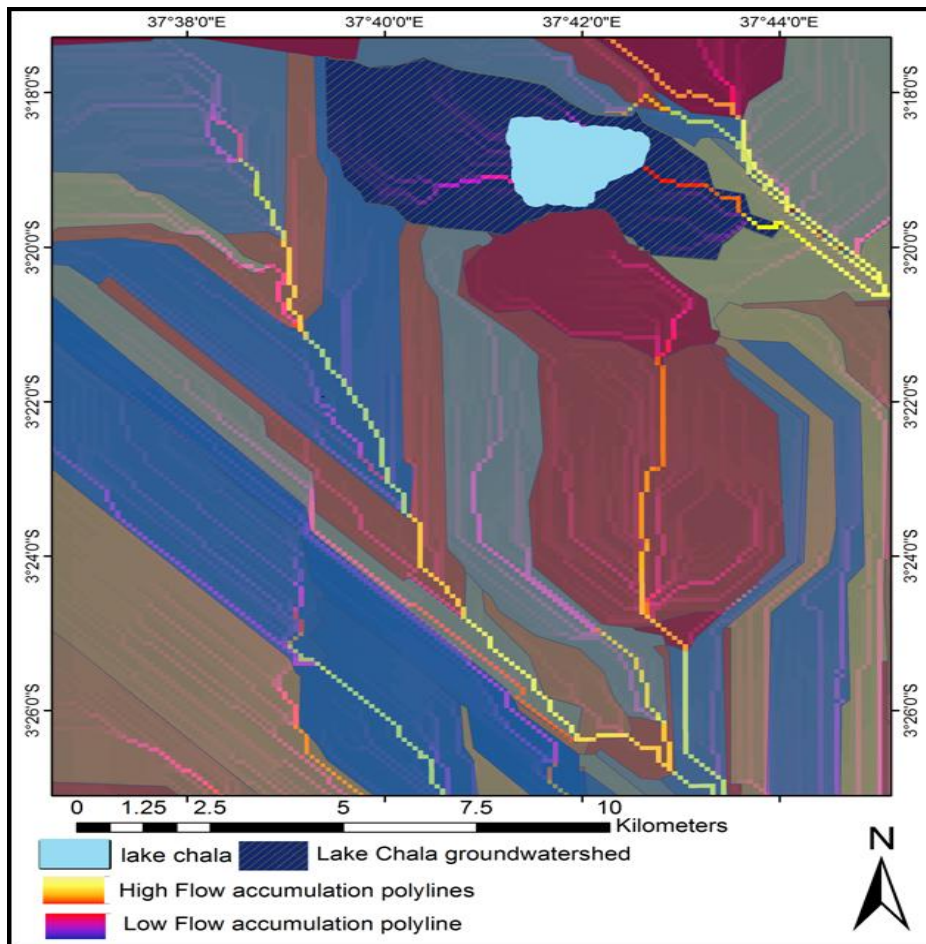 37°38'0"E 37°40'0"E 37°42'0"E 37°44'0"E
3°18'0"S 3°18'0"S
3°20'0"S 3°20'0"S
3°22'0"S 3°22'0"S
3°24'0"S 3°24'0"S
3°26'0"S 3°26'0"S
0 1.25 2.5 5 7.5 10
Kilometers
lake chala Lake Chala groundwatershed
High Flow accumulation polylines
Low Flow accumulation polyline
N